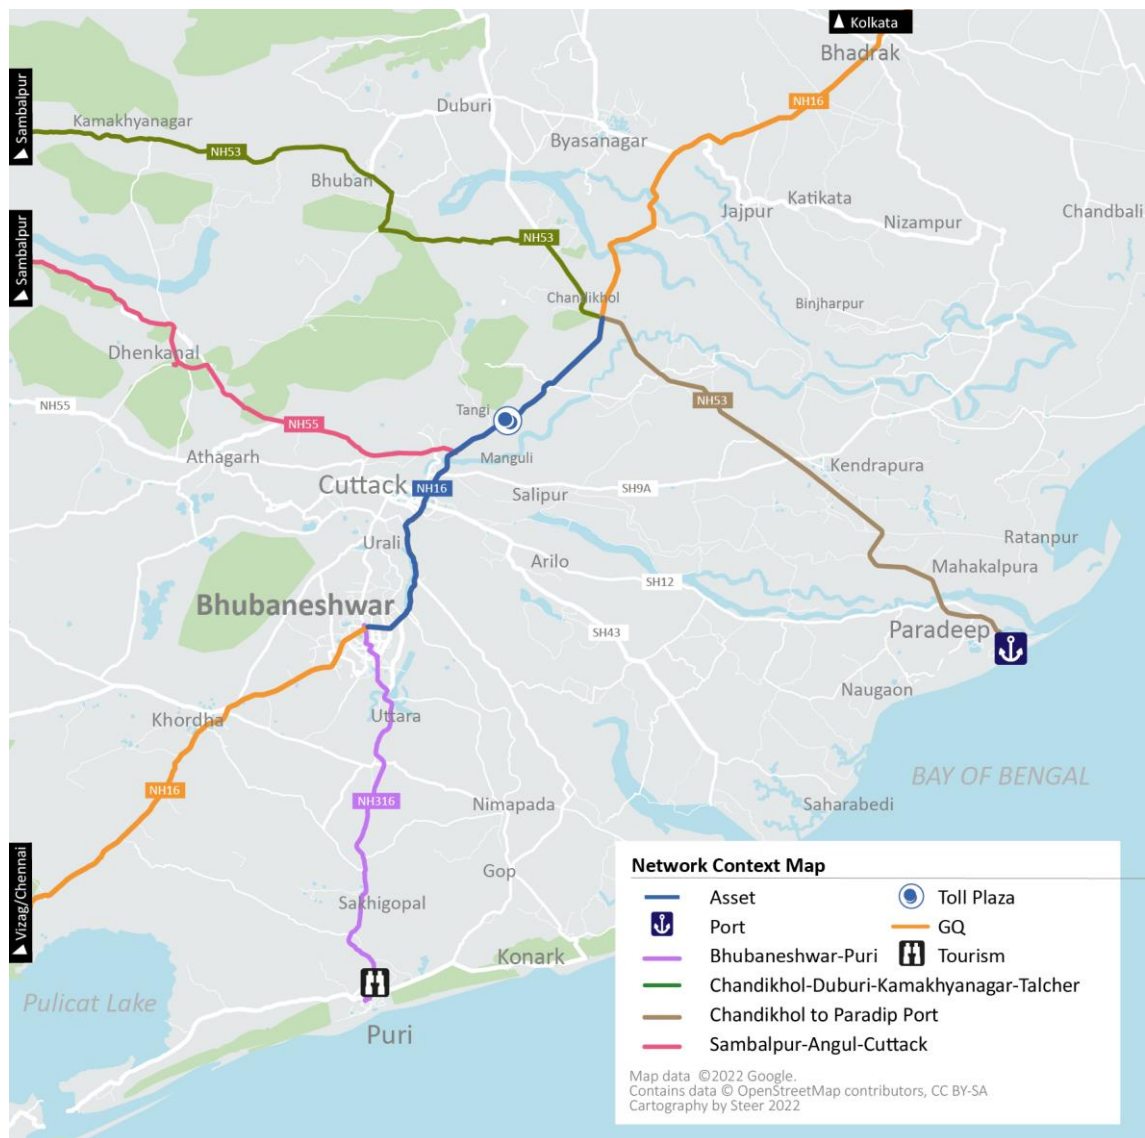 Kolkata
Bhadrak
Sambalpur
NH16
Duburi
Kamakhyanagar
Byasanagar
NH53
Bhuban
Katikata
Jajpur
Chandbali
Nizampur
Sambalpur
NH53
Chandikhol
Binjharpur
Dhenkanal
NH53
NH55
Tangi
NH55
Athagarh
Manguli
Kendrapura
Cuttack
NH16
SH9A
Salipur
Urali
Ratanpur
Arilo
Mahakalpura
SH12
Bhubaneshwar
SH43
Paradeep
Naugaon
Khordha
Uttara
BAY OF BENGAL
NH16
NH316
Nimapada
Saharabedi
Gop
Vizag/Chennai
Sakhigopal
Konark
Pulicat Lake
Puri
Network Context Map
Asset
Toll Plaza
Port
GQ
Bhubaneshwar-Puri
Tourism
Chandikhol-Duburi-Kamakhyanagar-Talcher
Chandikhol to Paradip Port
Sambalpur-Angul-Cuttack
Map data ©2022 Google.
Contains data © OpenStreetMap contributors, CC BY-SA
Cartography by Steer 2022